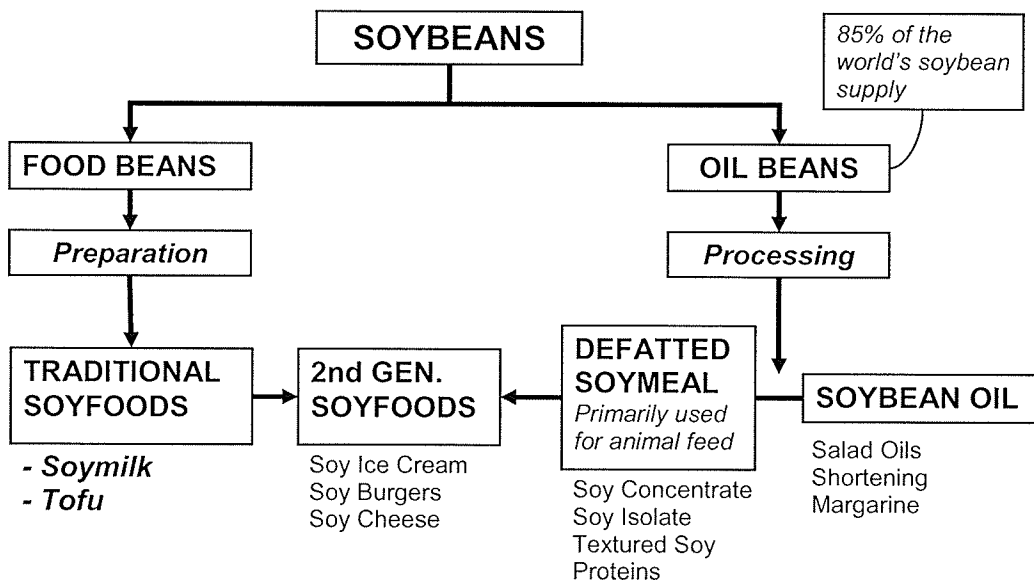 SOYBEANS
85% of the
world's soybean
supply
FOOD BEANS
OIL BEANS
Preparation
Processing
TRADITIONAL
SOYFOODS
- Soymilk
- Tofu
2nd GEN.
SOYFOODS
Soy Ice Cream
Soy Burgers
Soy Cheese
DEFATTED
SOYMEAL
Primarily used
for animal feed
Soy Concentrate
Soy Isolate
Textured Soy
Proteins
SOYBEAN OIL
Salad Oils
Shortening
Margarine